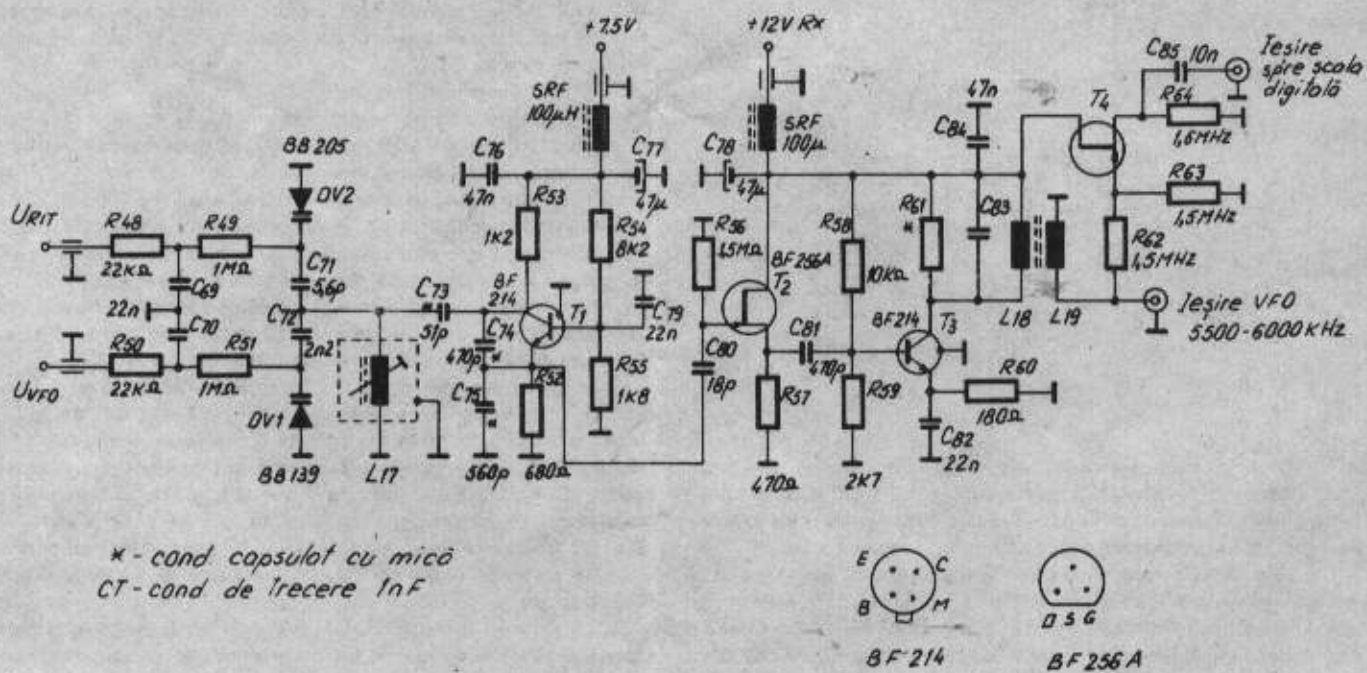 +7.5V
+12V Rx
SRF
100µH
SRF
100µ
C76
47n
C77
47µ
C78
47µ
C84
47n
C85 10n
Iesire
spre scala
digitală
R64
1,6MHz
T4
R63
1,5MHz
R62
1,5MHz
BB205
DV2
URIT
R48
22KΩ
R49
1MΩ
C71
5,6p
C69
22n
C70
C72
2n2
UVFO
R50
22KΩ
R51
1MΩ
DV1
BB139
L17
C73
51p
*
R53
1K2
R54
8K2
BF
214
T1
C79
22n
C74
470p *
C75
*
560p
R52
680Ω
R55
1K8
R56
1,5MΩ
BF256A
T2
C80
18p
C81
470p
R57
470Ω
R58
10KΩ
R59
2K7
R61
*
C83
BF214
T3
R60
180Ω
C82
22n
L18
L19
Iesire VFO
5500-6000KHz
* - cond. capsulat cu mică
CT - cond. de trecere 1nF
E C
B M
BF 214
D S G
BF 256A